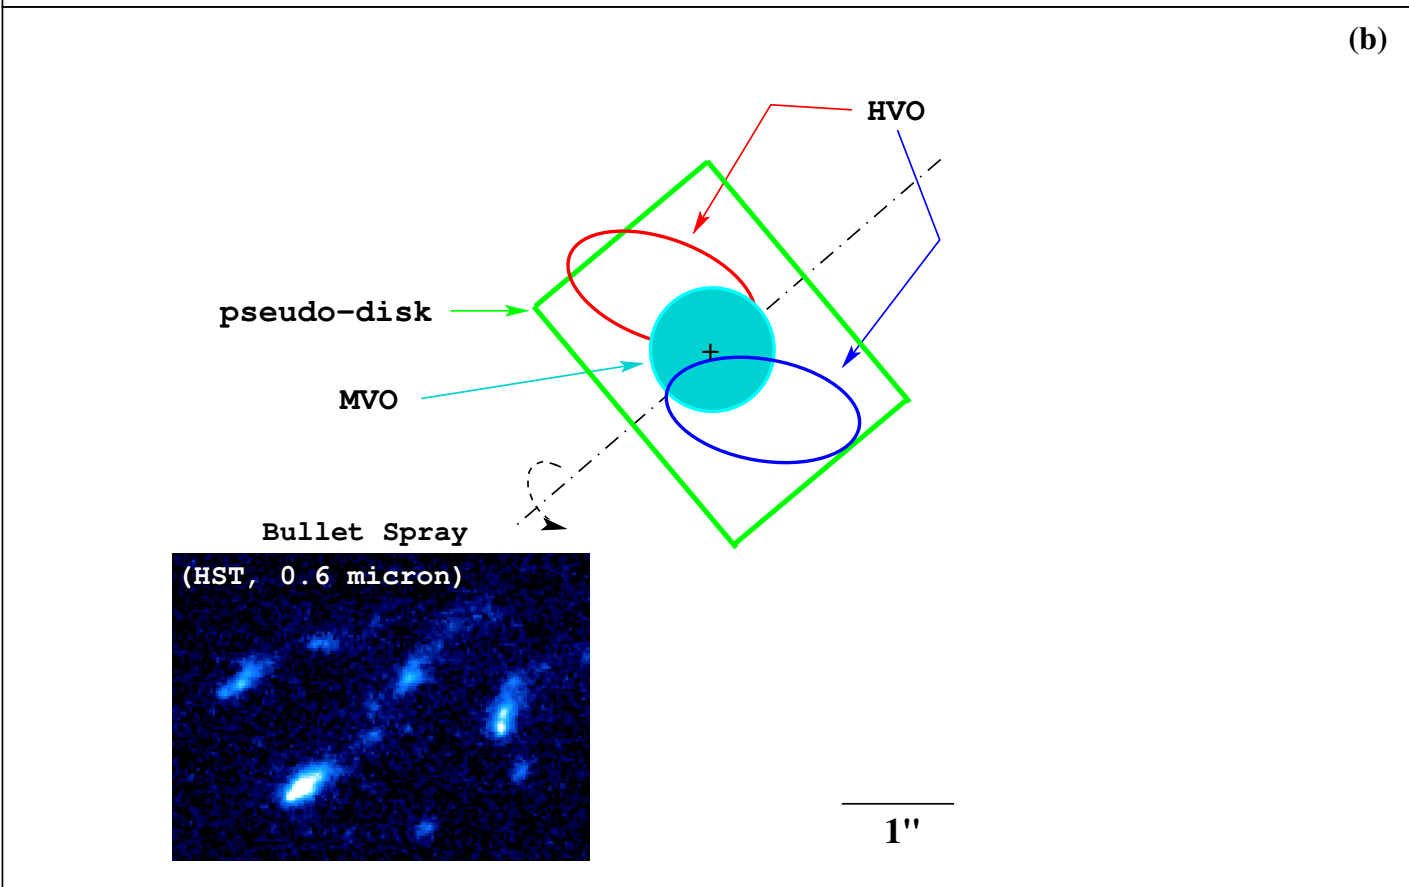 (b)
HVO
pseudo-disk
MVO
Bullet Spray
(HST, 0.6 micron)
1"